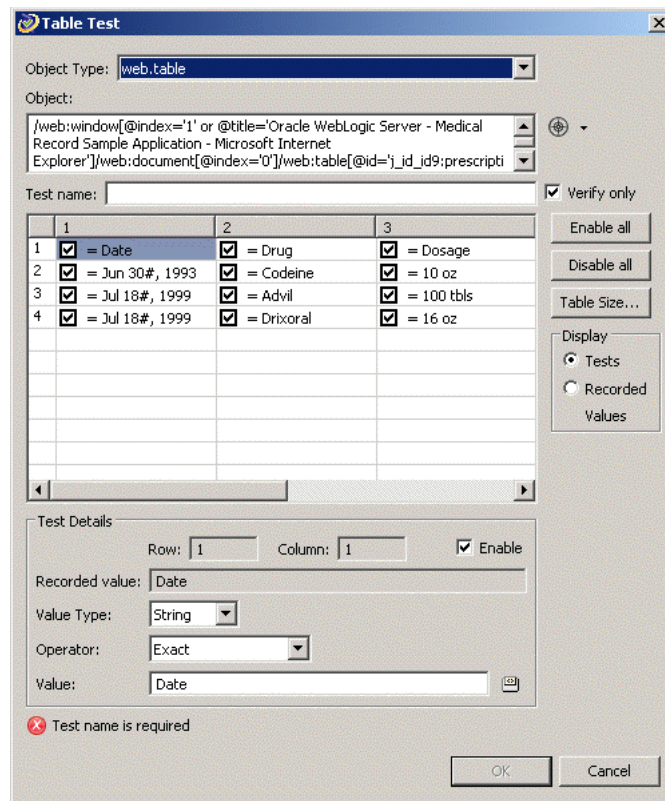 Table Test
Object Type: web.table
Object:
/web:window[@index='1' or @title='Oracle WebLogic Server - Medical
Record Sample Application - Microsoft Internet
Explorer']/web:document[@index='0']/web:table[@id='j_id_id9:prescripti
Test name:
Verify only
1 2 3
1 = Date = Drug = Dosage
2 = Jun 30#, 1993 = Codeine = 10 oz
3 = Jul 18#, 1999 = Advil = 100 tbls
4 = Jul 18#, 1999 = Drixoral = 16 oz
Enable all
Disable all
Table Size...
Display
Tests
Recorded
Values
Test Details
Row: 1 Column: 1 Enable
Recorded value: Date
Value Type: String
Operator: Exact
Value: Date
Test name is required
OK Cancel